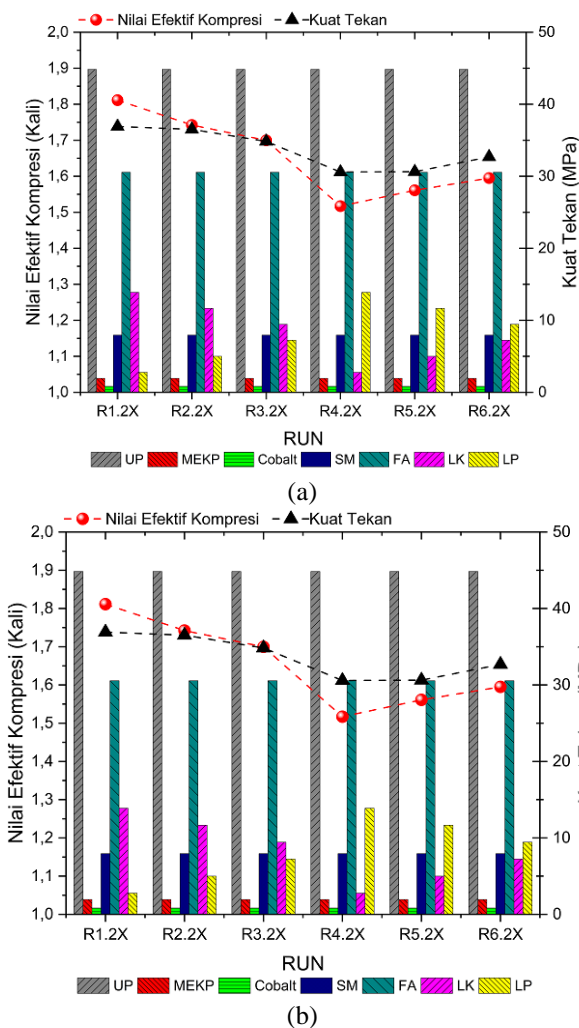 Nilai Efektif Kompresi Kuat Tekan
2,0
1,9
1,8
1,7
1,6
1,5
1,4
1,3
1,2
1,1
1,0
Nilai Efektif Kompresi (Kali)
50
40
30
20
10
0
Kuat Tekan (MPa)
R1.2X R2.2X R3.2X R4.2X R5.2X R6.2X
RUN
UP MEKP Cobalt SM FA LK LP
(a)
Nilai Efektif Kompresi Kuat Tekan
2,0
1,9
1,8
1,7
1,6
1,5
1,4
1,3
1,2
1,1
1,0
Nilai Efektif Kompresi (Kali)
50
40
30
20
10
0
R1.2X R2.2X R3.2X R4.2X R5.2X R6.2X
RUN
UP MEKP Cobalt SM FA LK LP
(b)